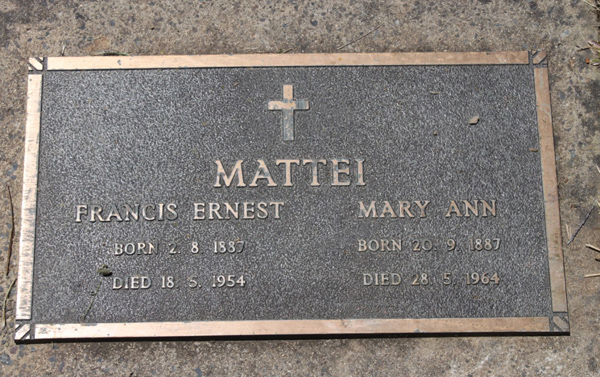 MATTEI
FRANCIS ERNEST
BORN 2. 8. 1887
DIED 18. 5. 1954
MARY ANN
BORN 20. 9. 1887
DIED 28. 5. 1964